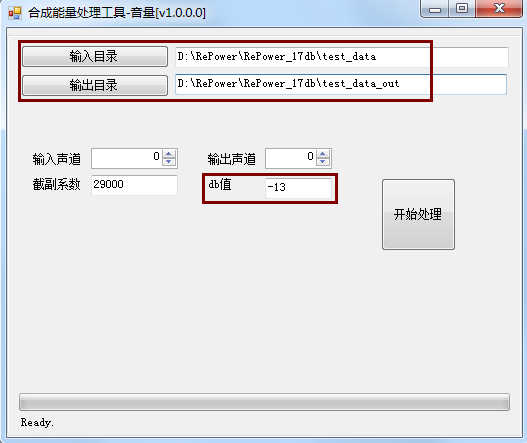 合成能量处理工具-音量[v1.0.0.0]
输入目录 D:\RePower\RePower_17db\test_data
输出目录 D:\RePower\RePower_17db\test_data_out
输入声道 0 输出声道 0
截副系数 29000 db值 -13
开始处理
Ready.